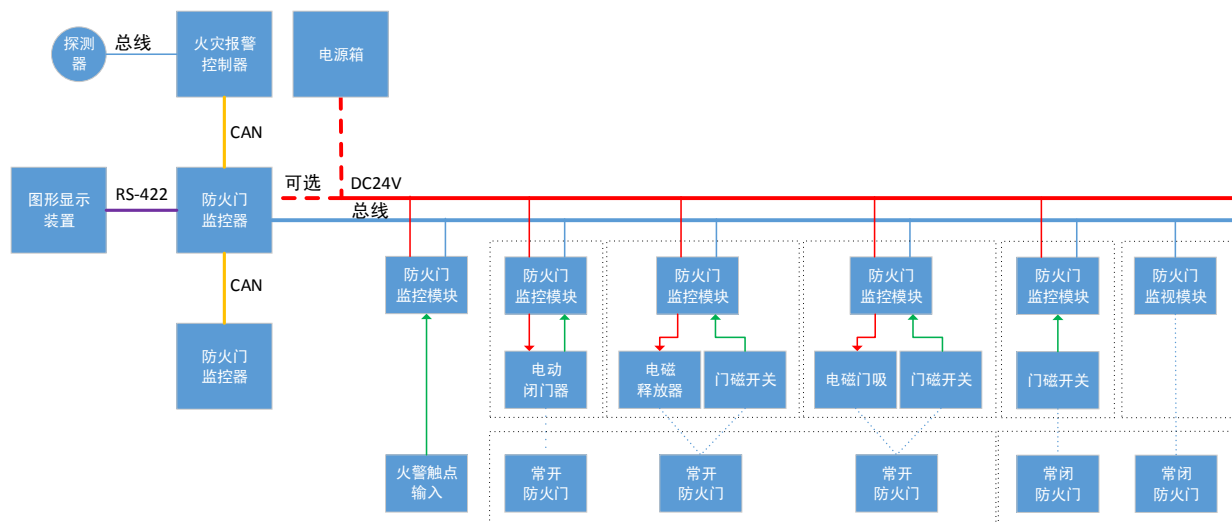 探测
器
总线
火灾报警
控制器
电源箱
CAN
图形显示
装置
RS-422
防火门
监控器
可选
DC24V
总线
CAN
防火门
监控器
防火门
监控模块
防火门
监控模块
防火门
监控模块
防火门
监控模块
防火门
监控模块
防火门
监视模块
电动
闭门器
电磁
释放器
门磁开关
电磁门吸
门磁开关
门磁开关
火警触点
输入
常开
防火门
常开
防火门
常开
防火门
常闭
防火门
常闭
防火门